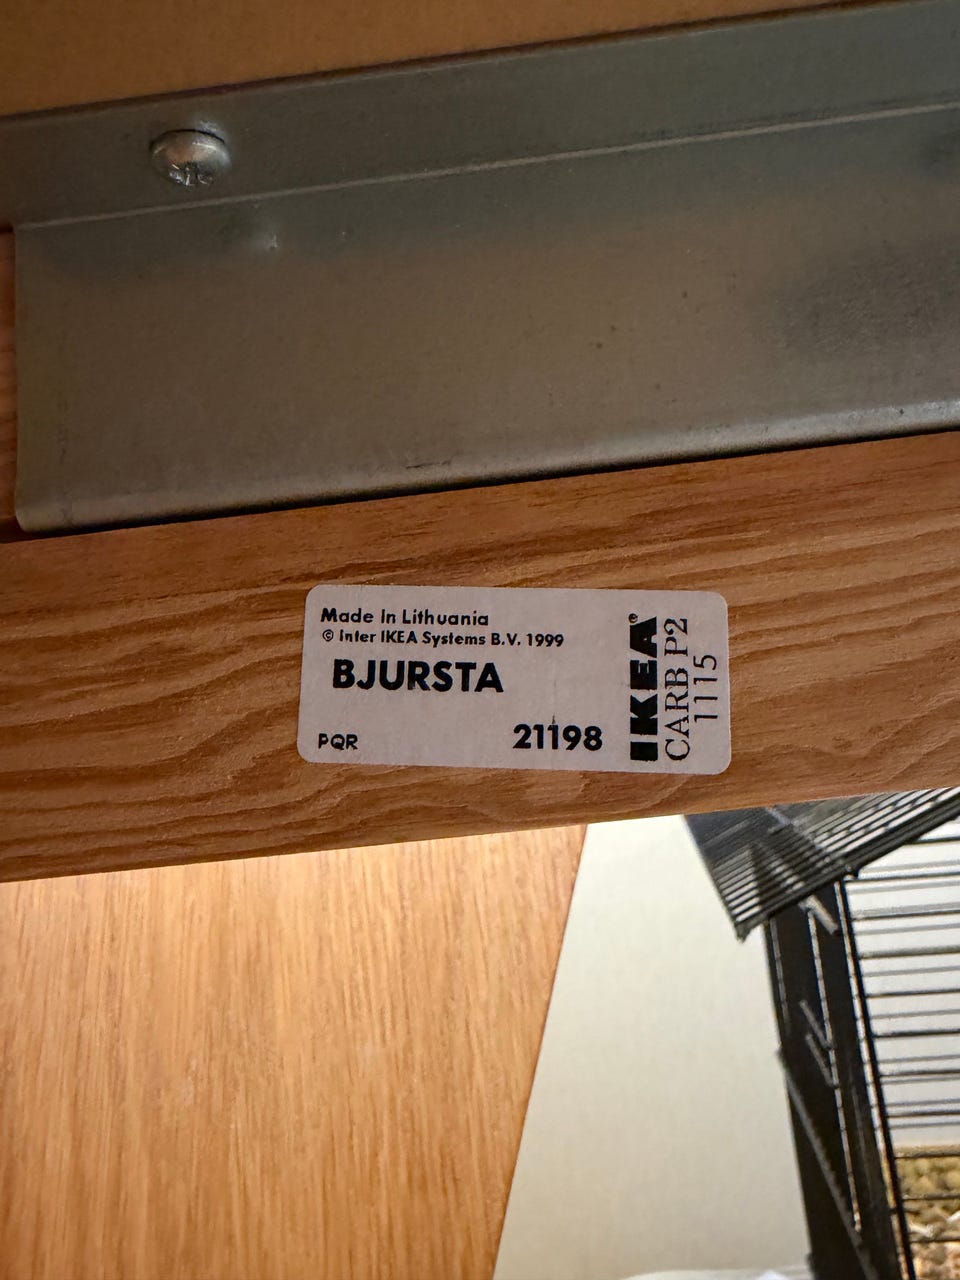 Made In Lithuania
© Inter IKEA Systems B.V. 1999
BJURSTA
PQR
21198
IKEA®
CARB P2
1115